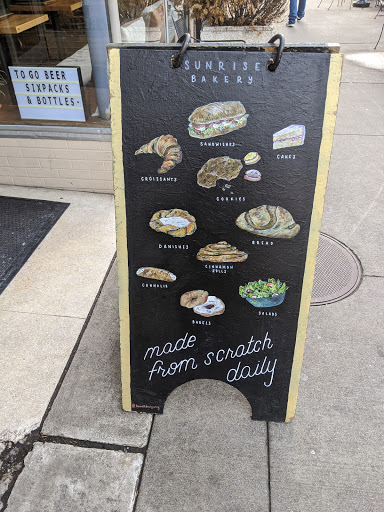 TO GO BEER
SIXPACKS
& BOTTLES.
SUNRISE
BAKERY
SANDWICHES
CAKES
CROISSANTS
COOKIES
DANISHES
BREAD
CINNAMON
ROLLS
CANNOLIS
BAGELS
SALADS
made
from scratch
daily